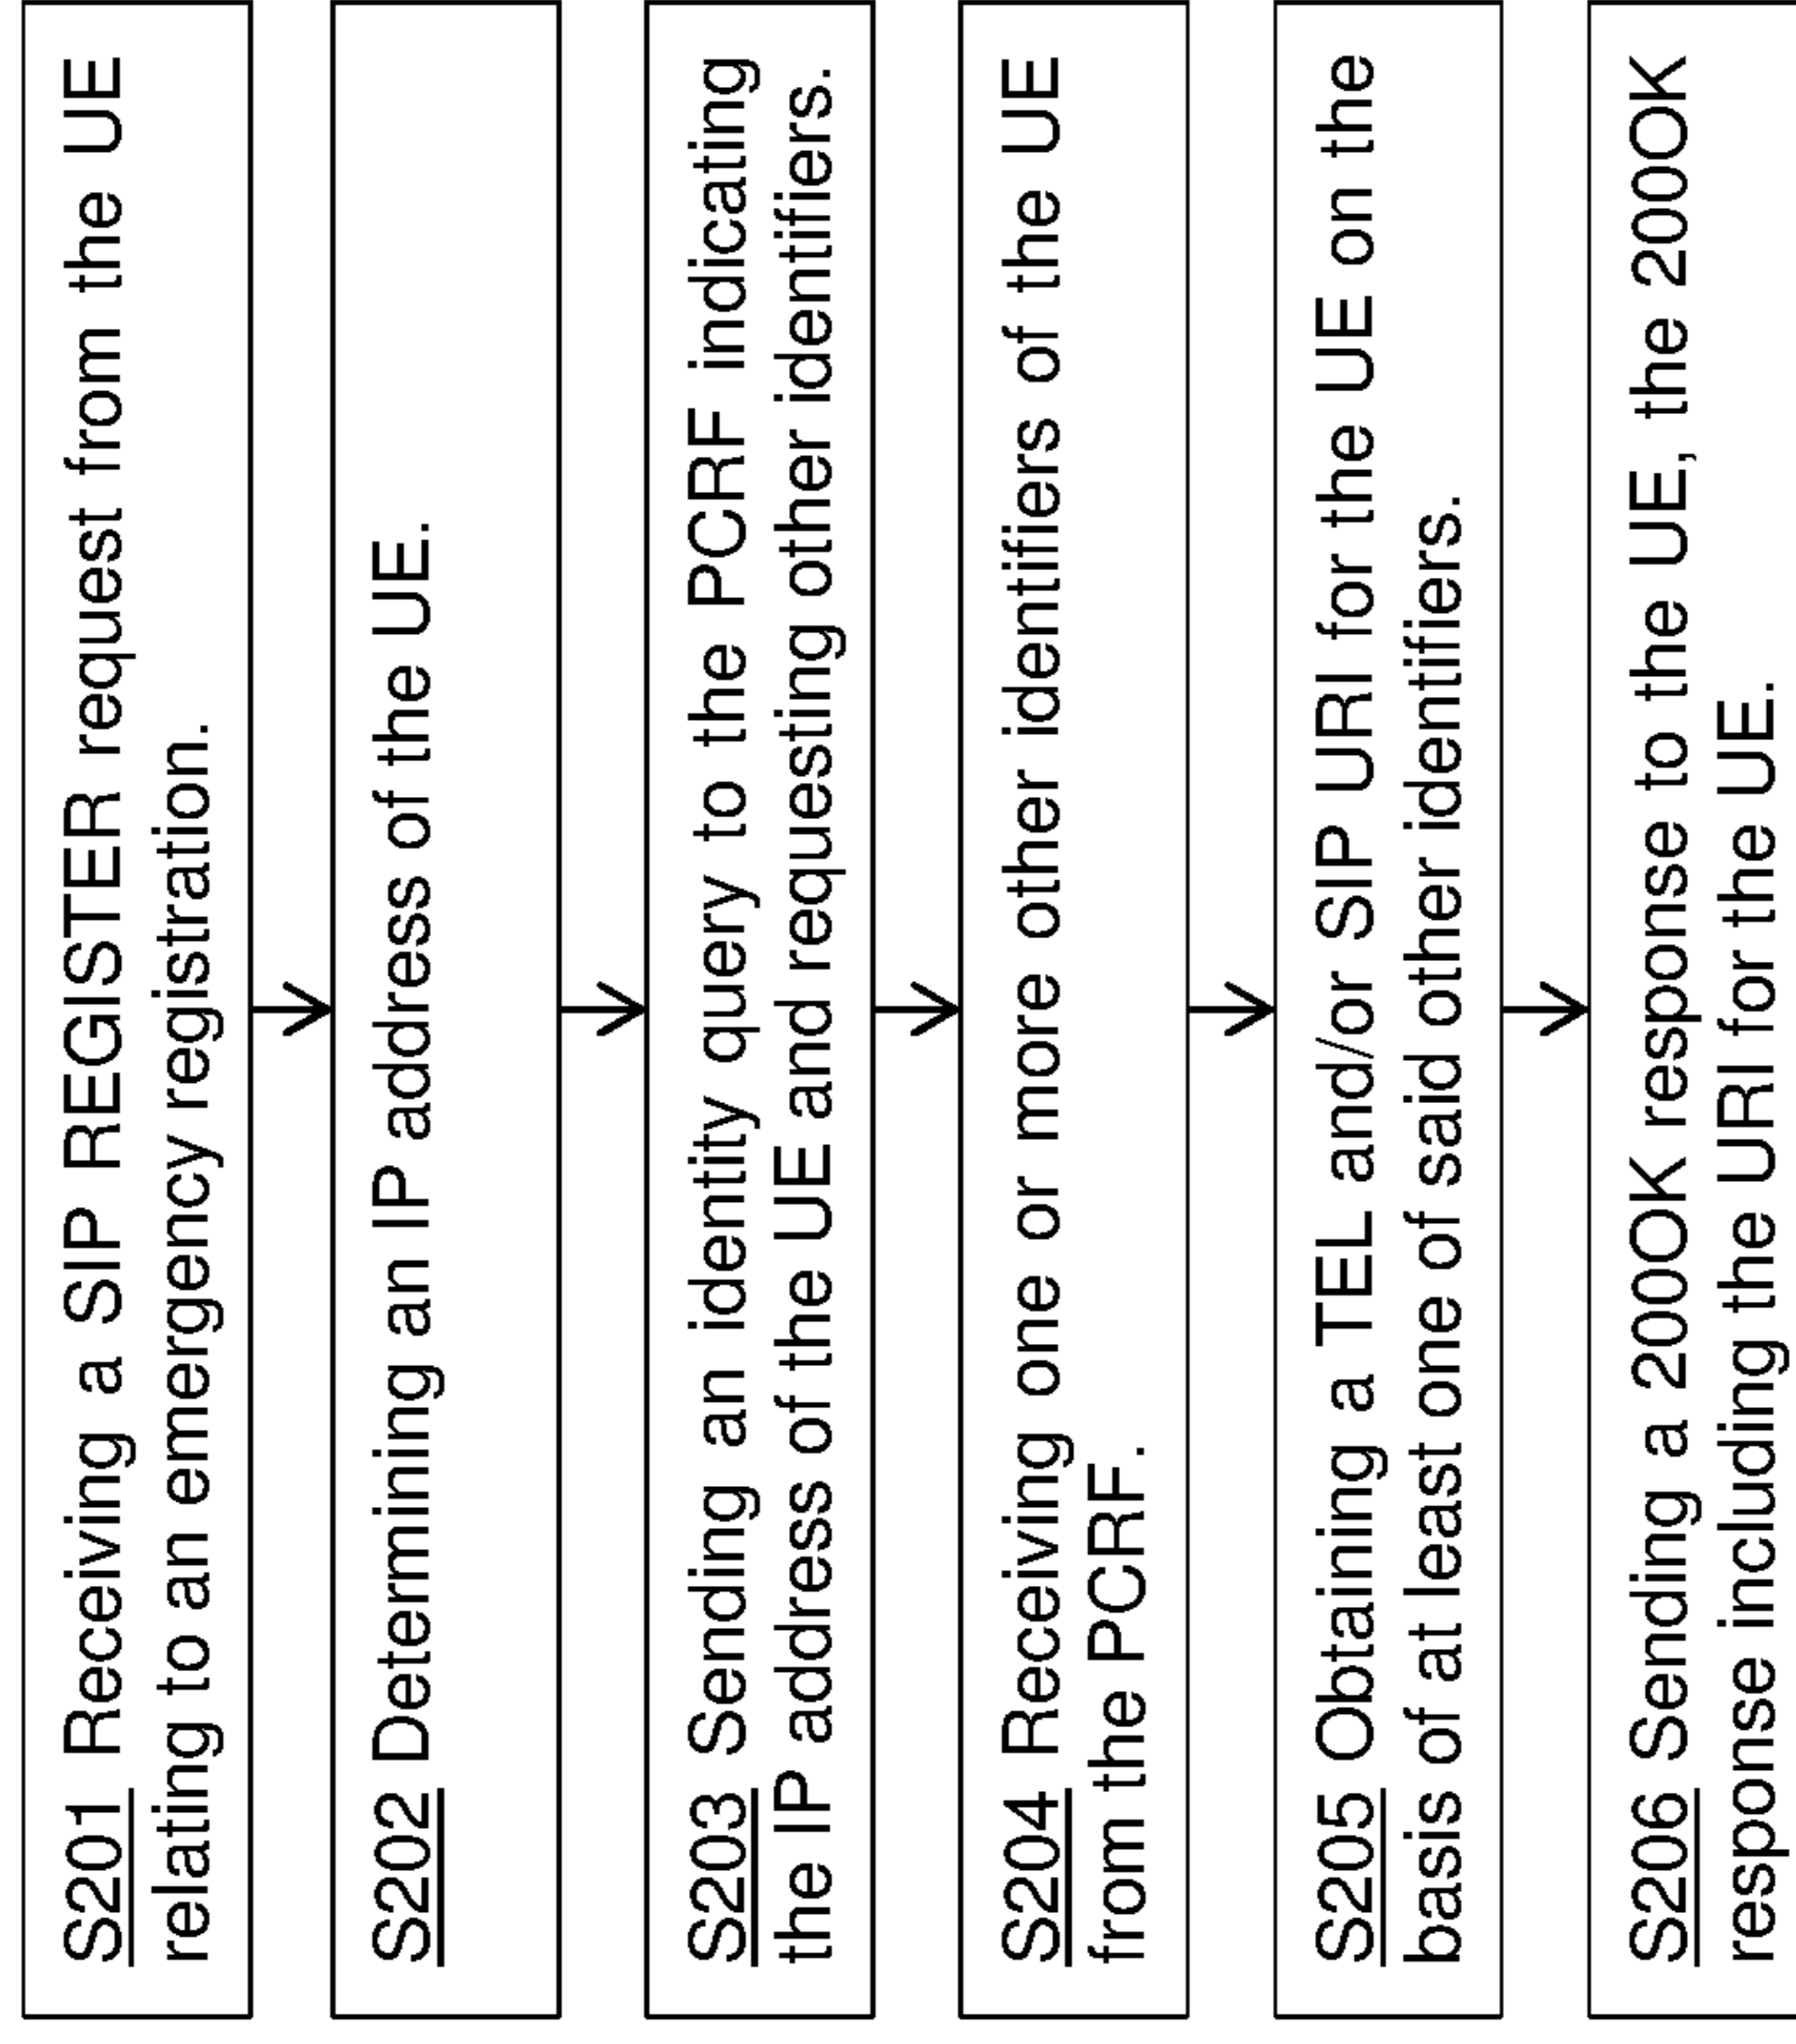 S201 Receiving a SIP REGISTER request from the UE
relating to an emergency registration.
S202 Determining an IP address of the UE.
S203 Sending an identity query to the PCRF indicating
the IP address of the UE and requesting other identifiers.
S204 Receiving one or more other identifiers of the UE
from the PCRF.
S205 Obtaining a TEL and/or SIP URI for the UE on the
basis of at least one of said other identifiers.
S206 Sending a 200OK response to the UE, the 200OK
response including the URI for the UE.